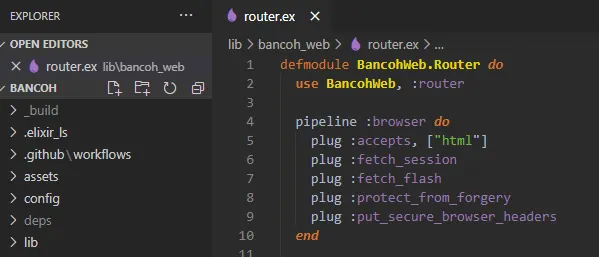 EXPLORER
...
OPEN EDITORS
router.ex lib\bancoh_web
BANCOH
_build
.elixir_ls
.github\workflows
assets
config
deps
lib
router.ex
lib > bancoh_web > router.ex > ...
1 defmodule BancohWeb.Router do
2 use BancohWeb, :router
3
4 pipeline :browser do
5 plug :accepts, ["html"]
6 plug :fetch_session
7 plug :fetch_flash
8 plug :protect_from_forgery
9 plug :put_secure_browser_headers
10 end
11